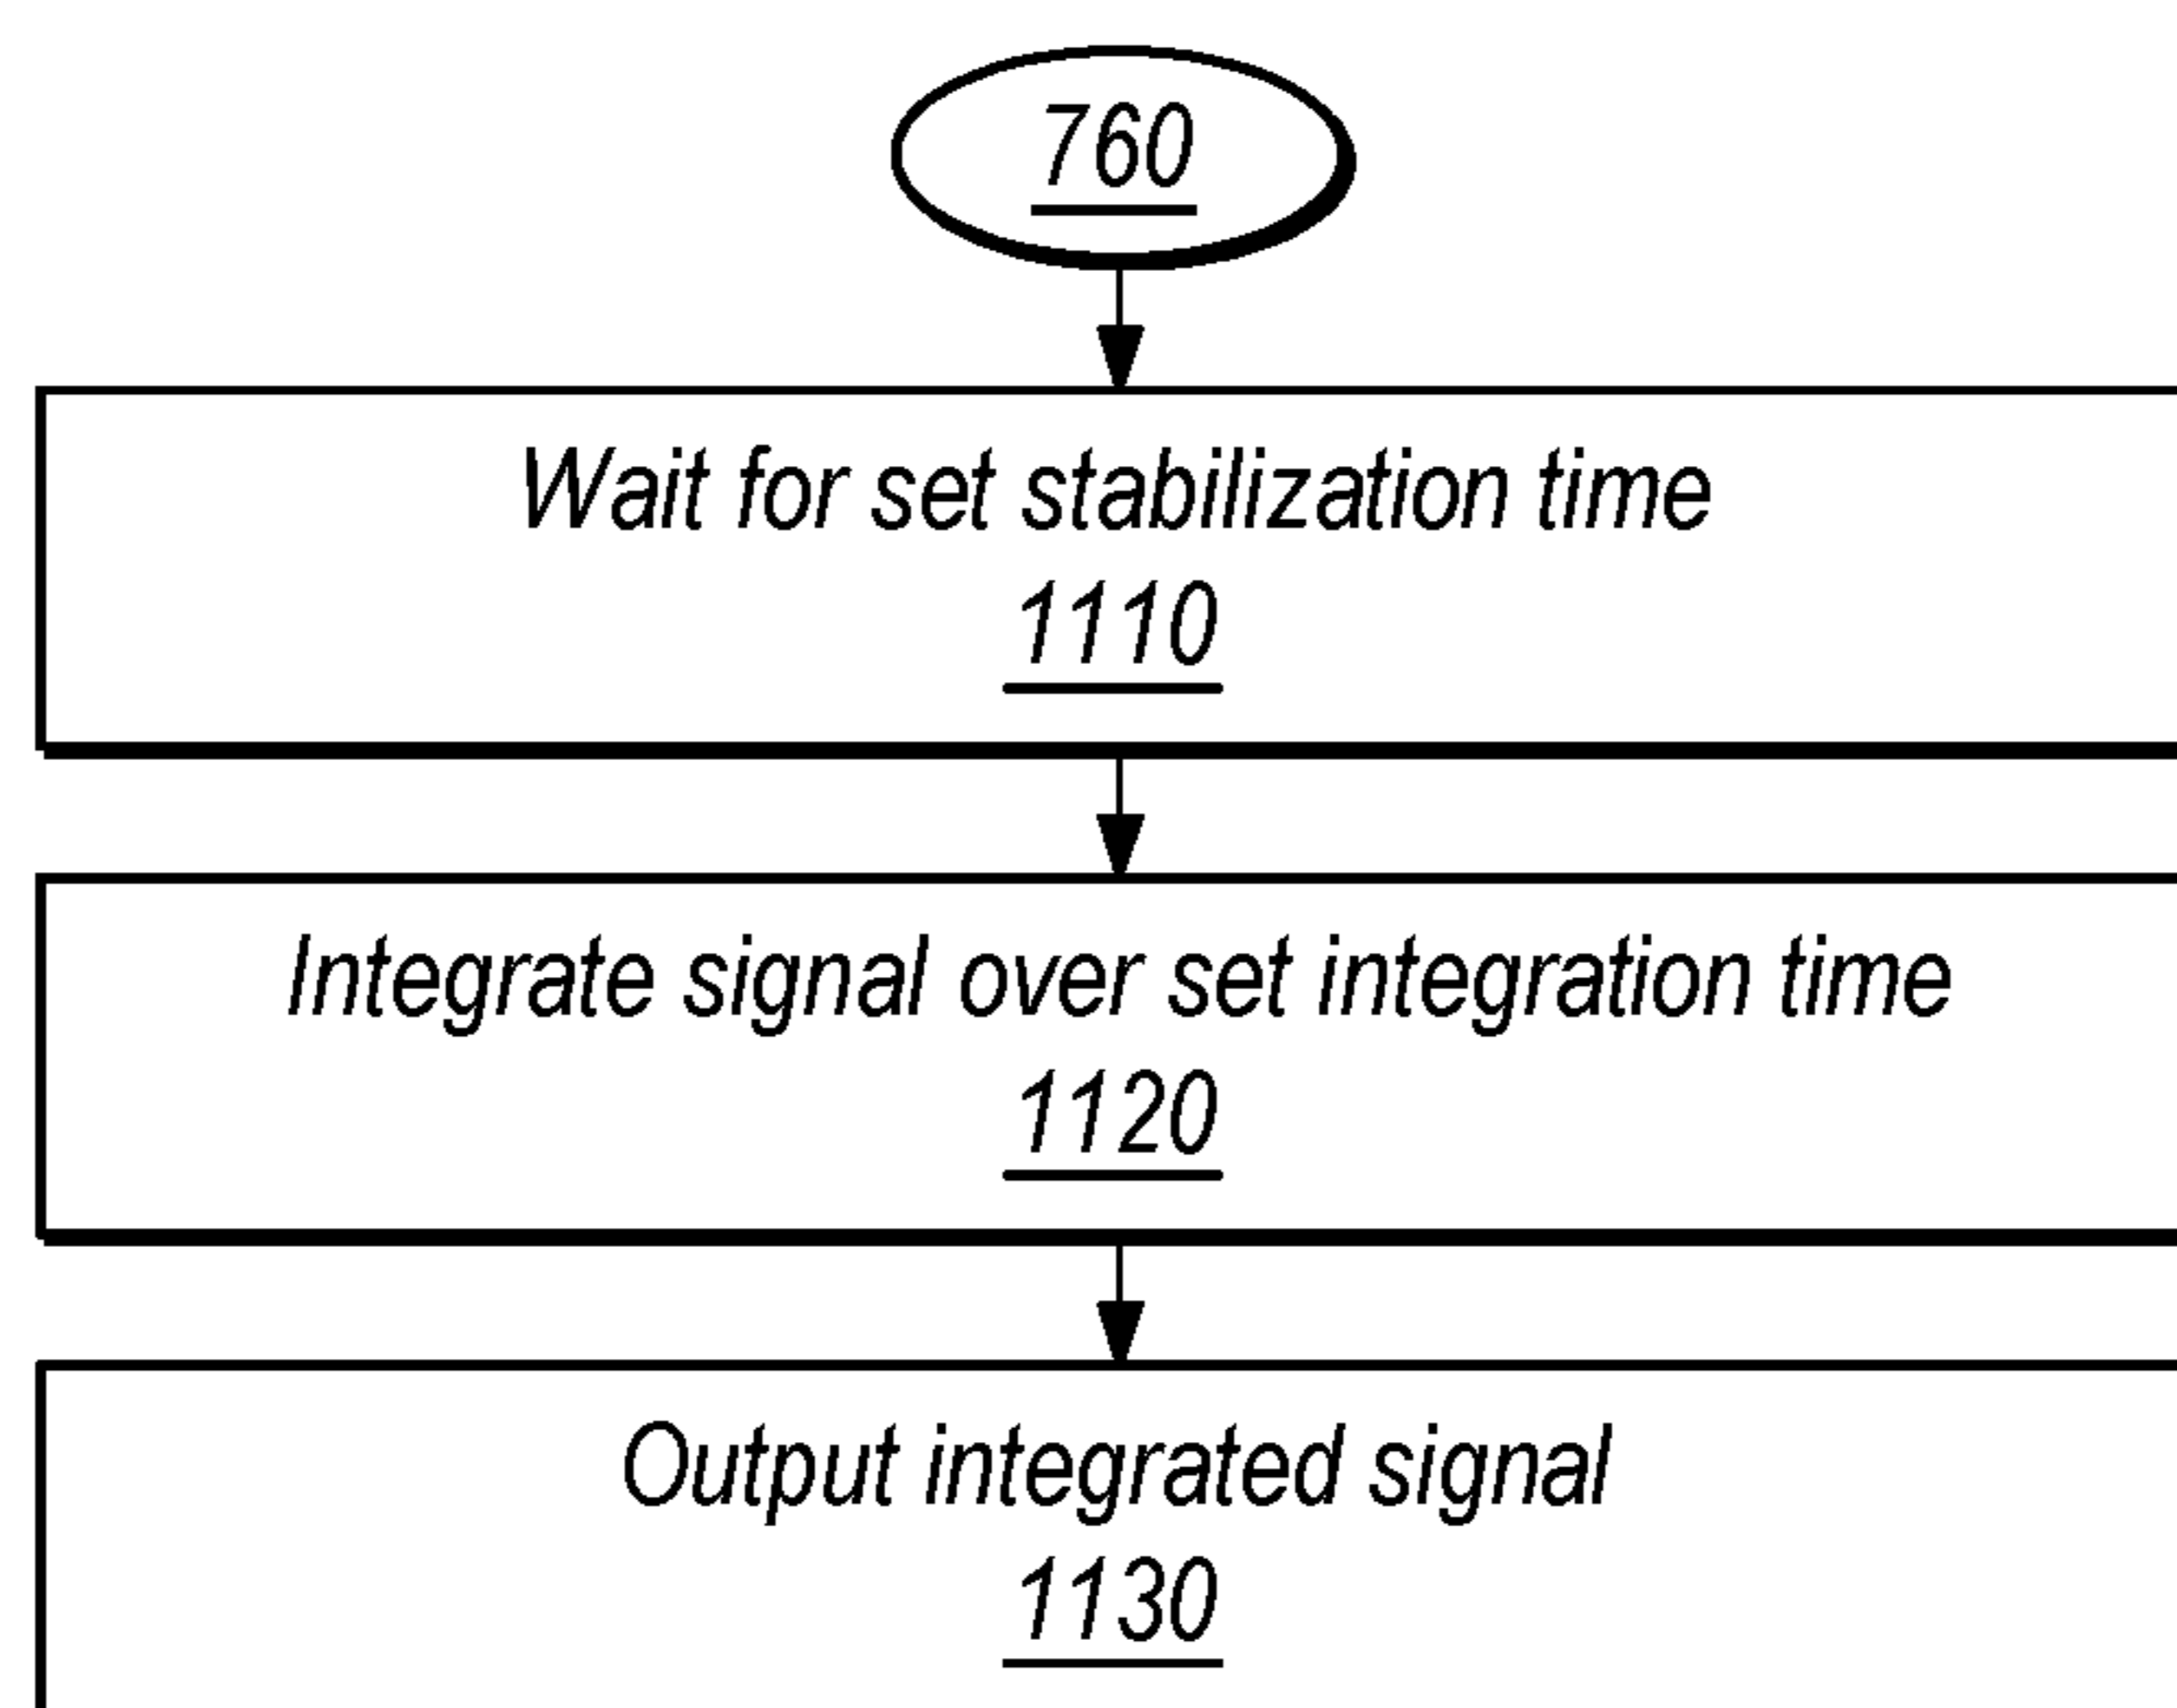 760
Wait for set stabilization time
1110
Integrate signal over set integration time
1120
Output integrated signal
1130